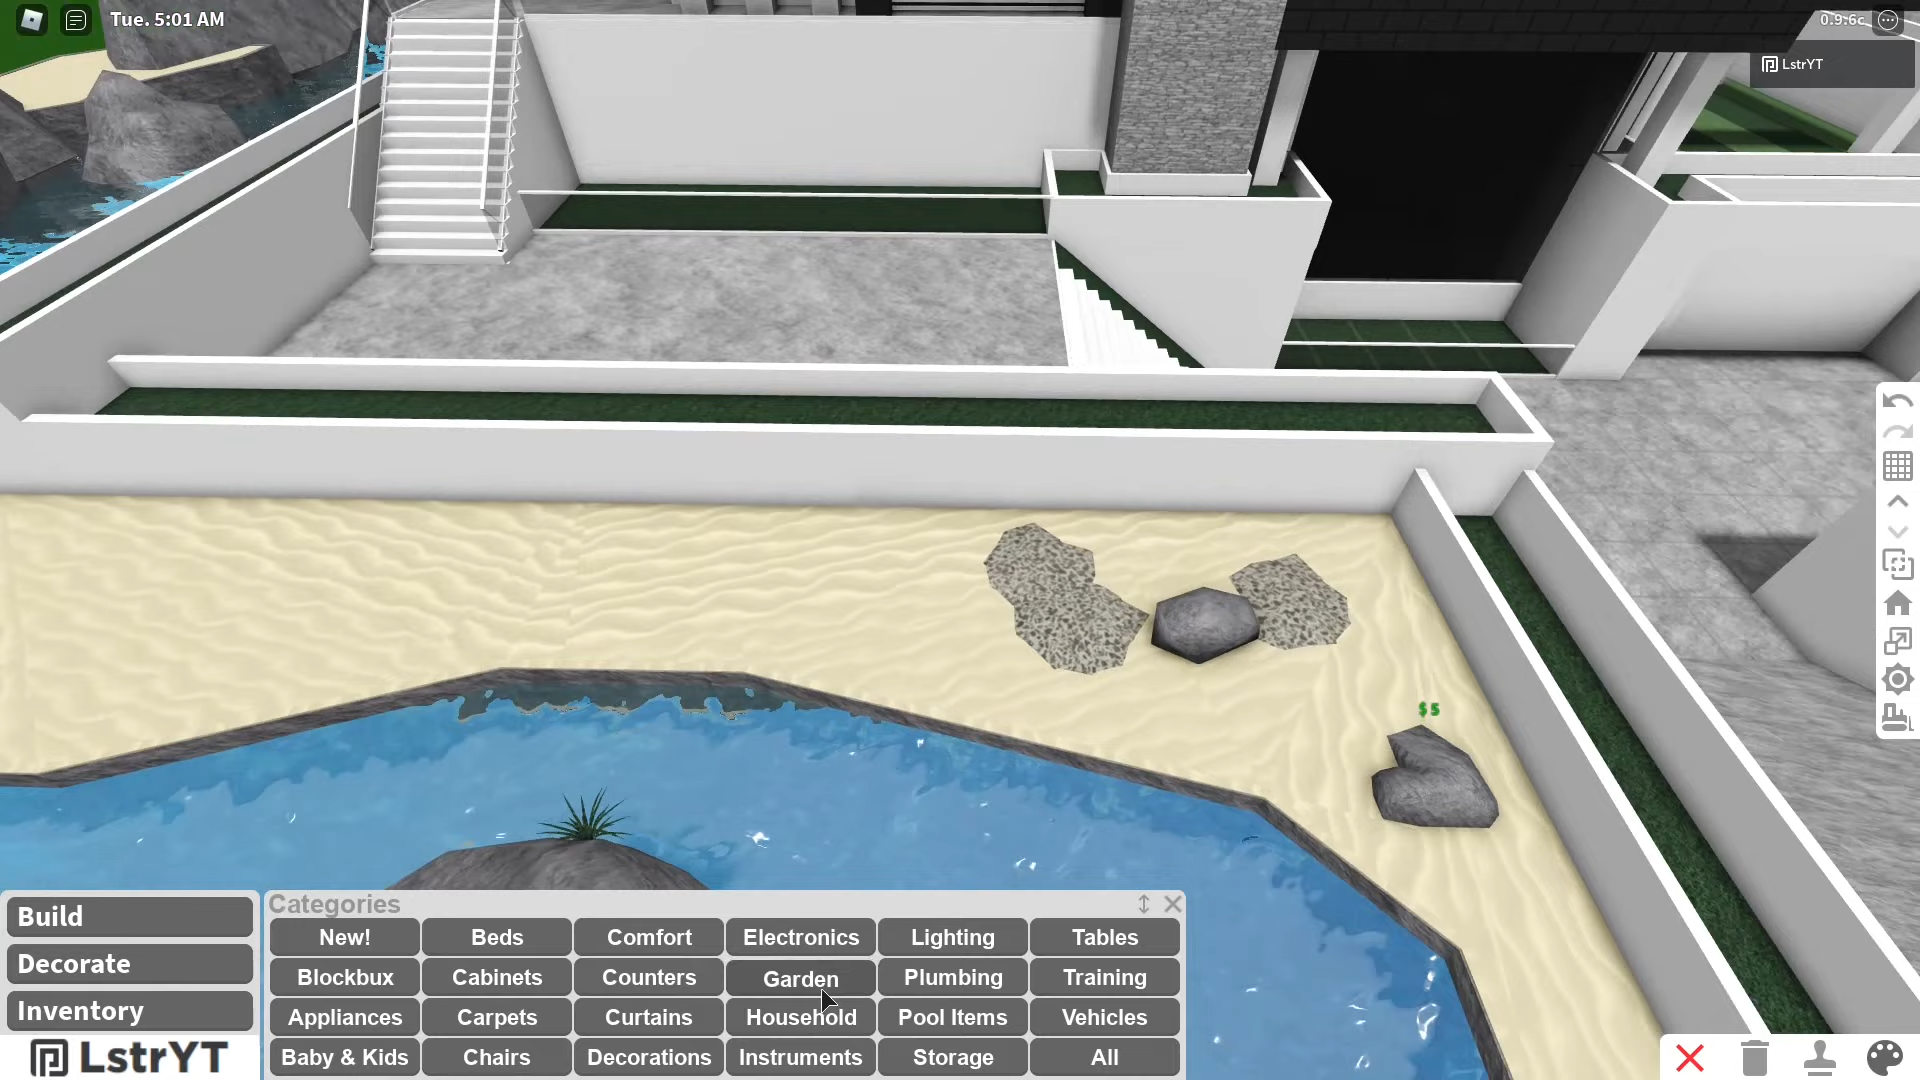 Tue. 5:01 AM
0.9.6c
LstrYT
$5
Build
Decorate
Inventory
LstrYT
Categories
New! Beds Comfort Electronics Lighting Tables
Blockbux Cabinets Counters Garden Plumbing Training
Appliances Carpets Curtains Household Pool Items Vehicles
Baby & Kids Chairs Decorations Instruments Storage All